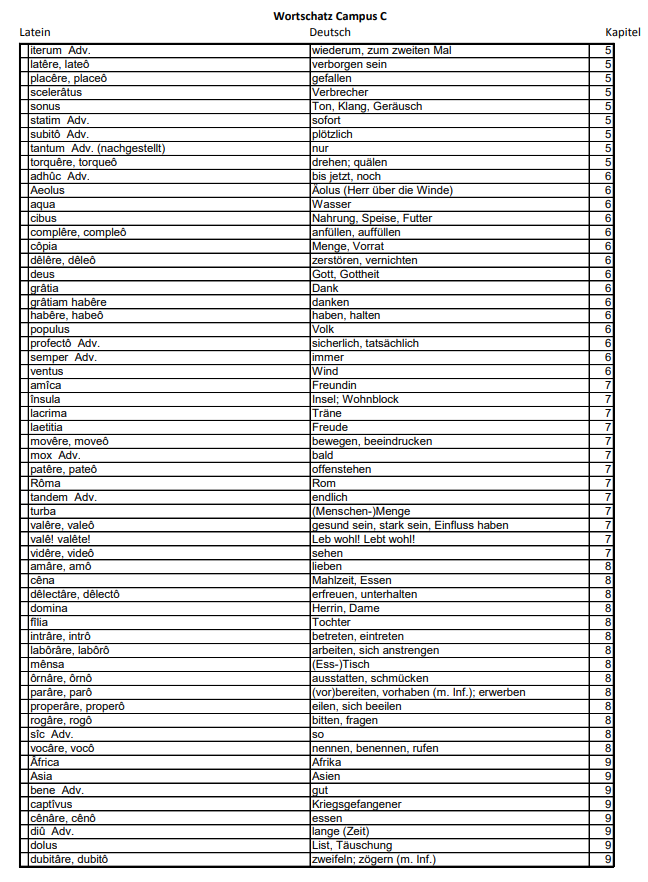 Wortschatz Campus C
Latein Deutsch Kapitel
iterum Adv. wiederum, zum zweiten Mal 5
latêre, lateô verborgen sein 5
placêre, placeô gefallen 5
scelerâtus Verbrecher 5
sonus Ton, Klang, Geräusch 5
statim Adv. sofort 5
subitô Adv. plötzlich 5
tantum Adv. (nachgestellt) nur 5
torquêre, torqueô drehen; quälen 5
adhûc Adv. bis jetzt, noch 6
Aeolus Äolus (Herr über die Winde) 6
aqua Wasser 6
cibus Nahrung, Speise, Futter 6
complêre, compleô anfüllen, auffüllen 6
côpia Menge, Vorrat 6
dêlêre, dêleô zerstören, vernichten 6
deus Gott, Gottheit 6
grâtia Dank 6
grâtiam habêre danken 6
habêre, habeô haben, halten 6
populus Volk 6
profectô Adv. sicherlich, tatsächlich 6
semper Adv. immer 6
ventus Wind 6
amîca Freundin 7
însula Insel; Wohnblock 7
lacrima Träne 7
laetitia Freude 7
movêre, moveô bewegen, beeindrucken 7
mox Adv. bald 7
patêre, pateô offenstehen 7
Rôma Rom 7
tandem Adv. endlich 7
turba (Menschen-)Menge 7
valêre, valeô gesund sein, stark sein, Einfluss haben 7
valê! valête! Leb wohl! Lebt wohl! 7
vidêre, videô sehen 7
amâre, amô lieben 8
cêna Mahlzeit, Essen 8
dêlectâre, dêlectô erfreuen, unterhalten 8
domina Herrin, Dame 8
fîlia Tochter 8
intrâre, intrô betreten, eintreten 8
labôrâre, labôrô arbeiten, sich anstrengen 8
mênsa (Ess-)Tisch 8
ôrnâre, ôrnô ausstatten, schmücken 8
parâre, parô (vor)bereiten, vorhaben (m. Inf.); erwerben 8
properâre, properô eilen, sich beeilen 8
rogâre, rogô bitten, fragen 8
sîc Adv. so 8
vocâre, vocô nennen, benennen, rufen 8
Âfrica Afrika 9
Asia Asien 9
bene Adv. gut 9
captîvus Kriegsgefangener 9
cênâre, cênô essen 9
diû Adv. lange (Zeit) 9
dolus List, Täuschung 9
dubitâre, dubitô zweifeln; zögern (m. Inf.) 9